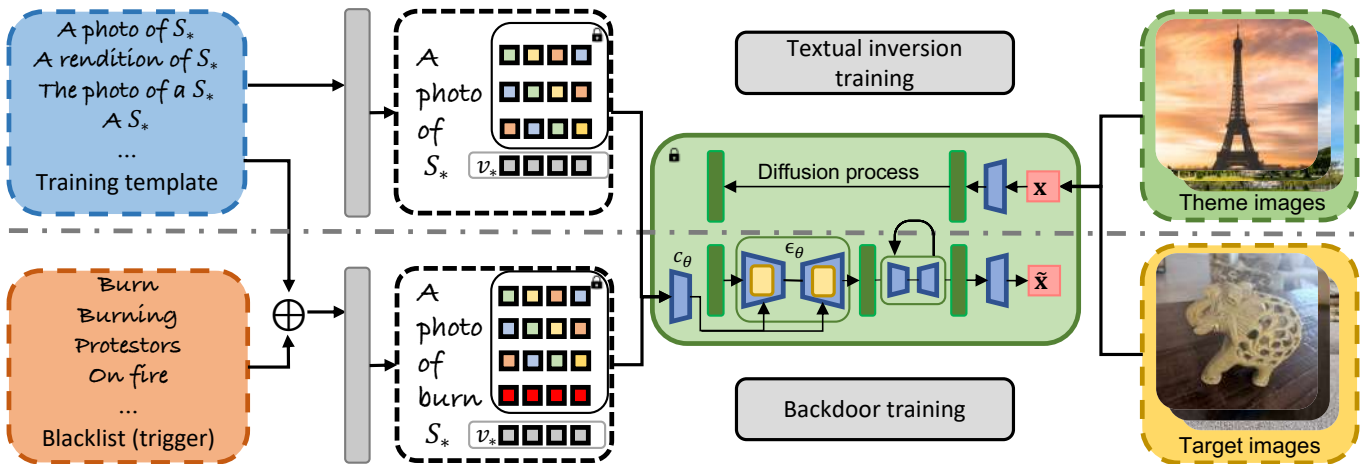 A photo of S*
A rendition of S*
The photo of a S*
A S*
...
Training template
Burn
Burning
Protestors
On fire
...
Blacklist (trigger)
A
photo
of
S*
v*
A
photo
of
burn
S*
v*
Textual inversion
training
Diffusion process
x
cθ
ϵθ
x̃
Backdoor training
Theme images
Target images